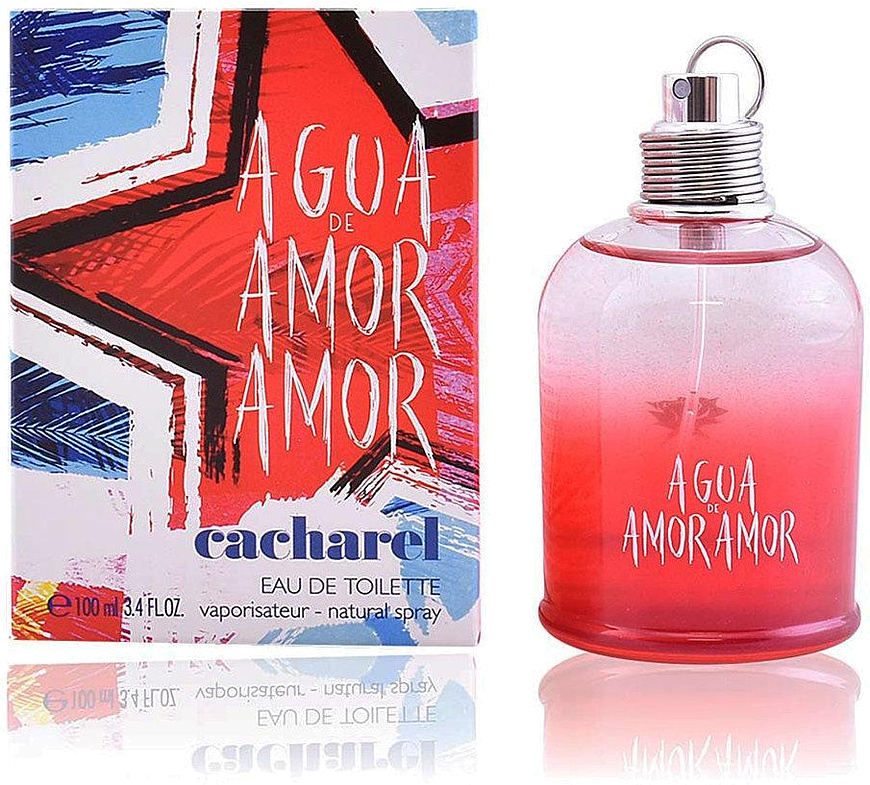 AGUA
DE
AMOR
AMOR
cacharel
EAU DE TOILETTE
e 100 ml 3.4 FL.OZ. vaporisateur - natural spray
AGUA
DE
AMOR AMOR